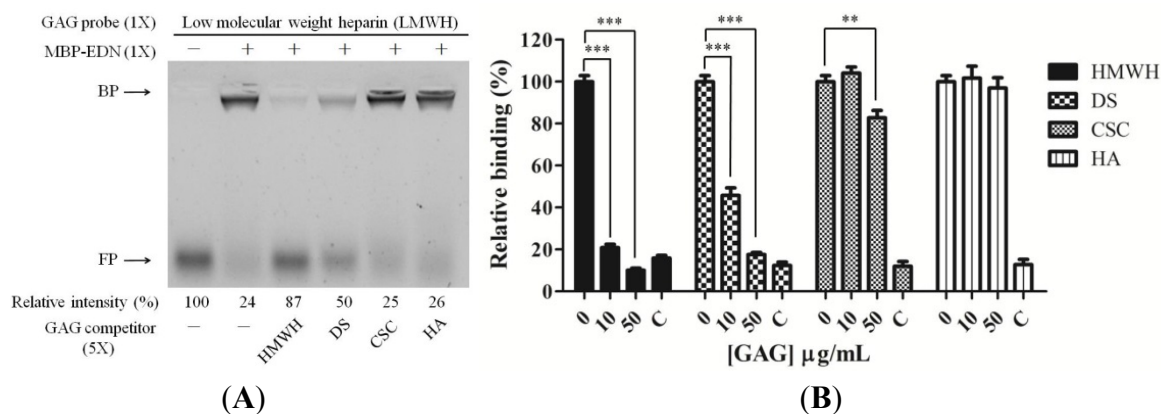 GAG probe (1X) Low molecular weight heparin (LMWH)
MBP-EDN (1X) – + + + + +
BP →
FP →
Relative intensity (%) 100 24 87 50 25 26
GAG competitor (5X) – – HMWH DS CSC HA
(A)
*** *** *** *** **
Relative binding (%)
120
100
80
60
40
20
0
0 10 50 C 0 10 50 C 0 10 50 C 0 10 50 C
[GAG] μg/mL
HMWH
DS
CSC
HA
(B)